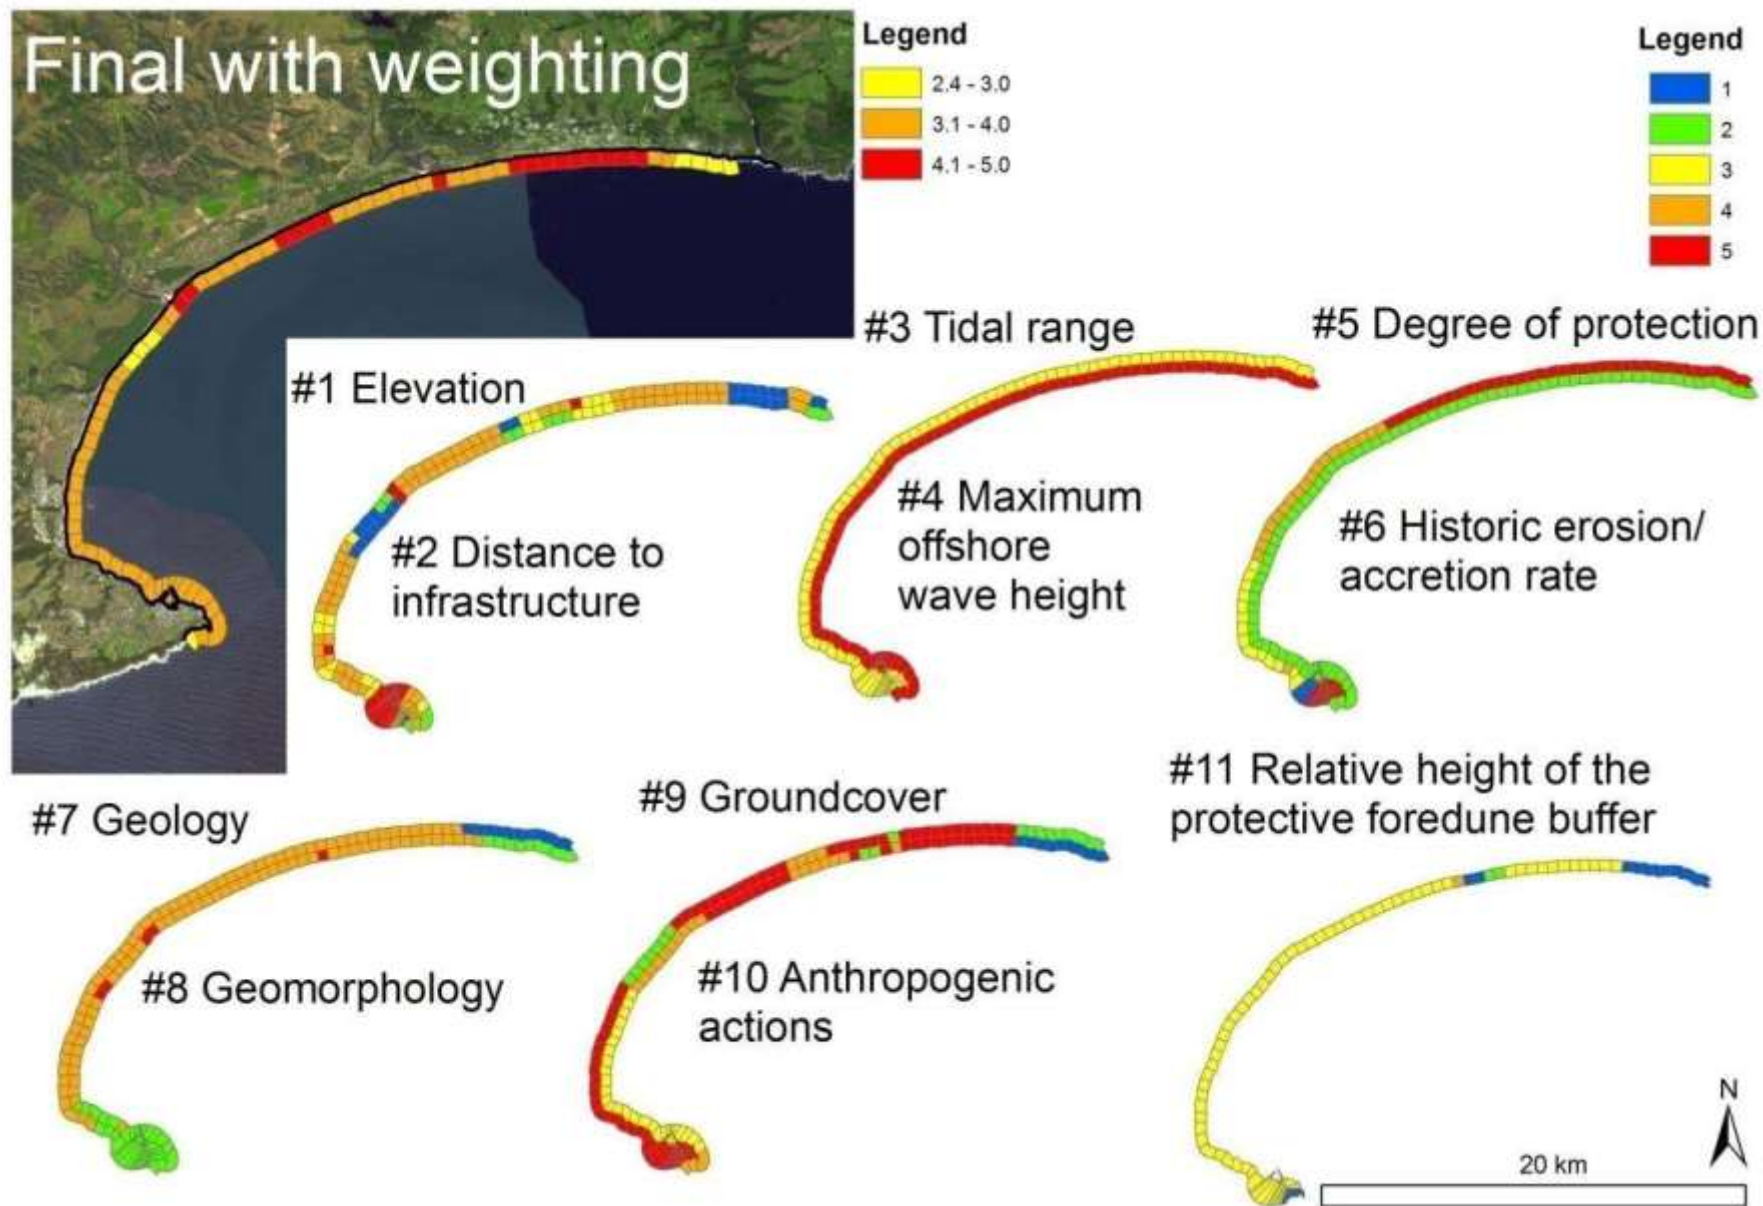 Final with weighting
Legend
2.4 - 3.0
3.1 - 4.0
4.1 - 5.0
Legend
1
2
3
4
5
#1 Elevation
#2 Distance to
infrastructure
#3 Tidal range
#4 Maximum
offshore
wave height
#5 Degree of protection
#6 Historic erosion/
accretion rate
#7 Geology
#8 Geomorphology
#9 Groundcover
#10 Anthropogenic
actions
#11 Relative height of the
protective foredune buffer
N
20 km